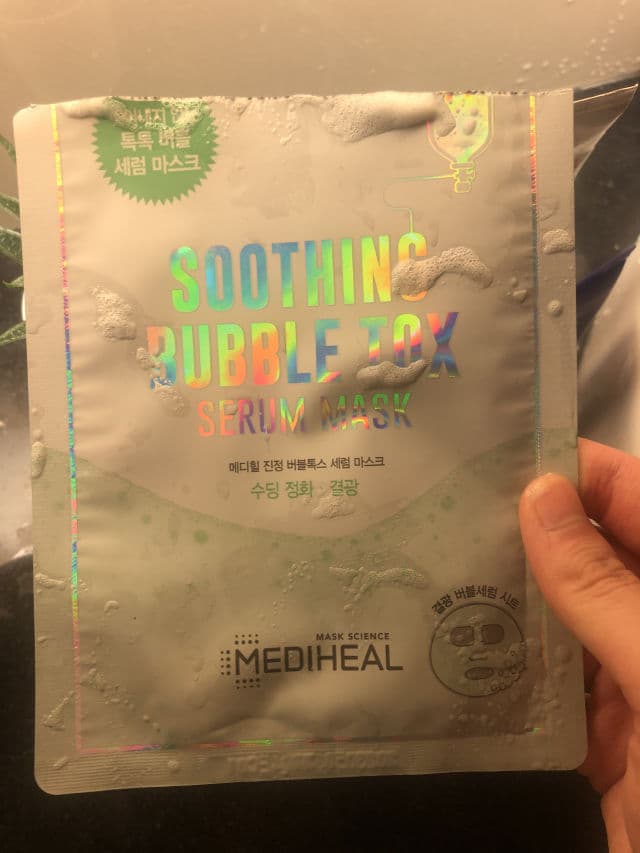 톡톡 버블
세럼 마스크
SOOTHING
BUBBLE TOX
SERUM MASK
메디힐 진정 버블톡스 세럼 마스크
수딩 정화 · 결광
결광 버블세럼 시트
MASK SCIENCE
MEDIHEAL